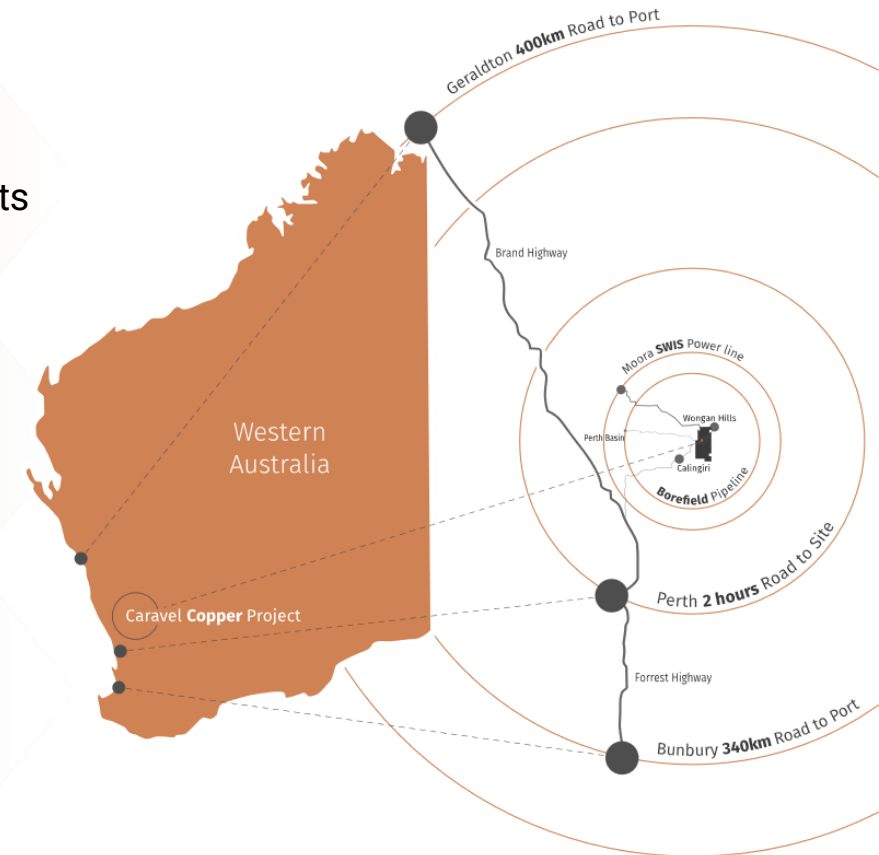 Geraldton 400km Road to Port
ts
Brand Highway
Moora SWIS Power line
Wongan Hills
Western
Australia
Perth Basin
Calingiri
Borefield Pipeline
Perth 2 hours Road to Site
Caravel Copper Project
Forrest Highway
Bunbury 340km Road to Port